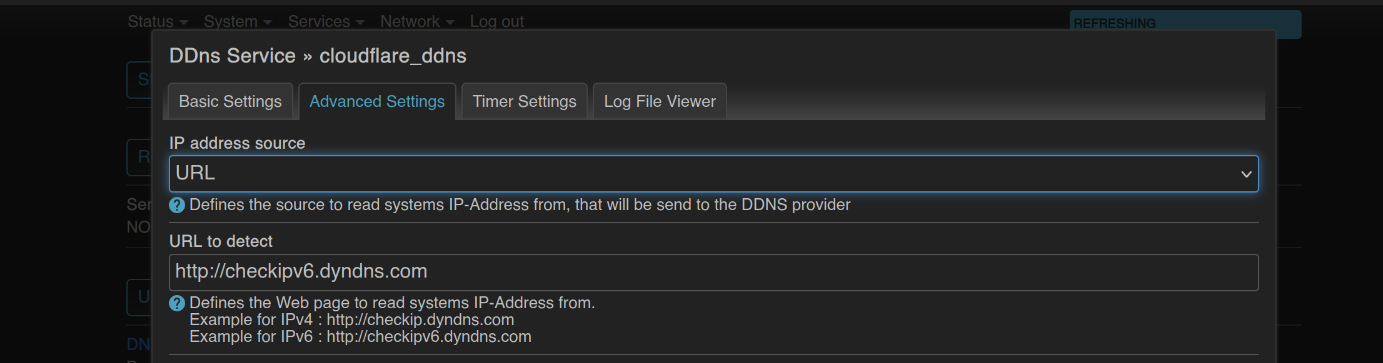 Status System Services Network Log out
REFRESHING
DDns Service » cloudflare_ddns
Basic Settings Advanced Settings Timer Settings Log File Viewer
IP address source
URL
Defines the source to read systems IP-Address from, that will be send to the DDNS provider
URL to detect
http://checkipv6.dyndns.com
Defines the Web page to read systems IP-Address from.
Example for IPv4 : http://checkip.dyndns.com
Example for IPv6 : http://checkipv6.dyndns.com